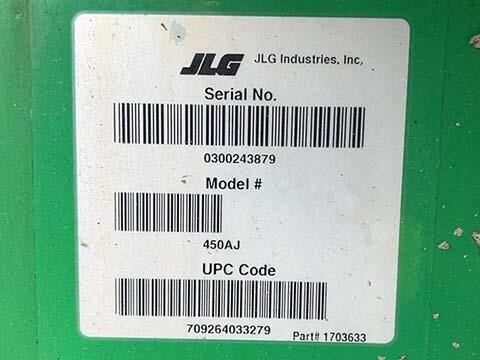 JLG JLG Industries, Inc,
Serial No.
0300243879
Model #
450AJ
UPC Code
709264033279
Part# 1703633